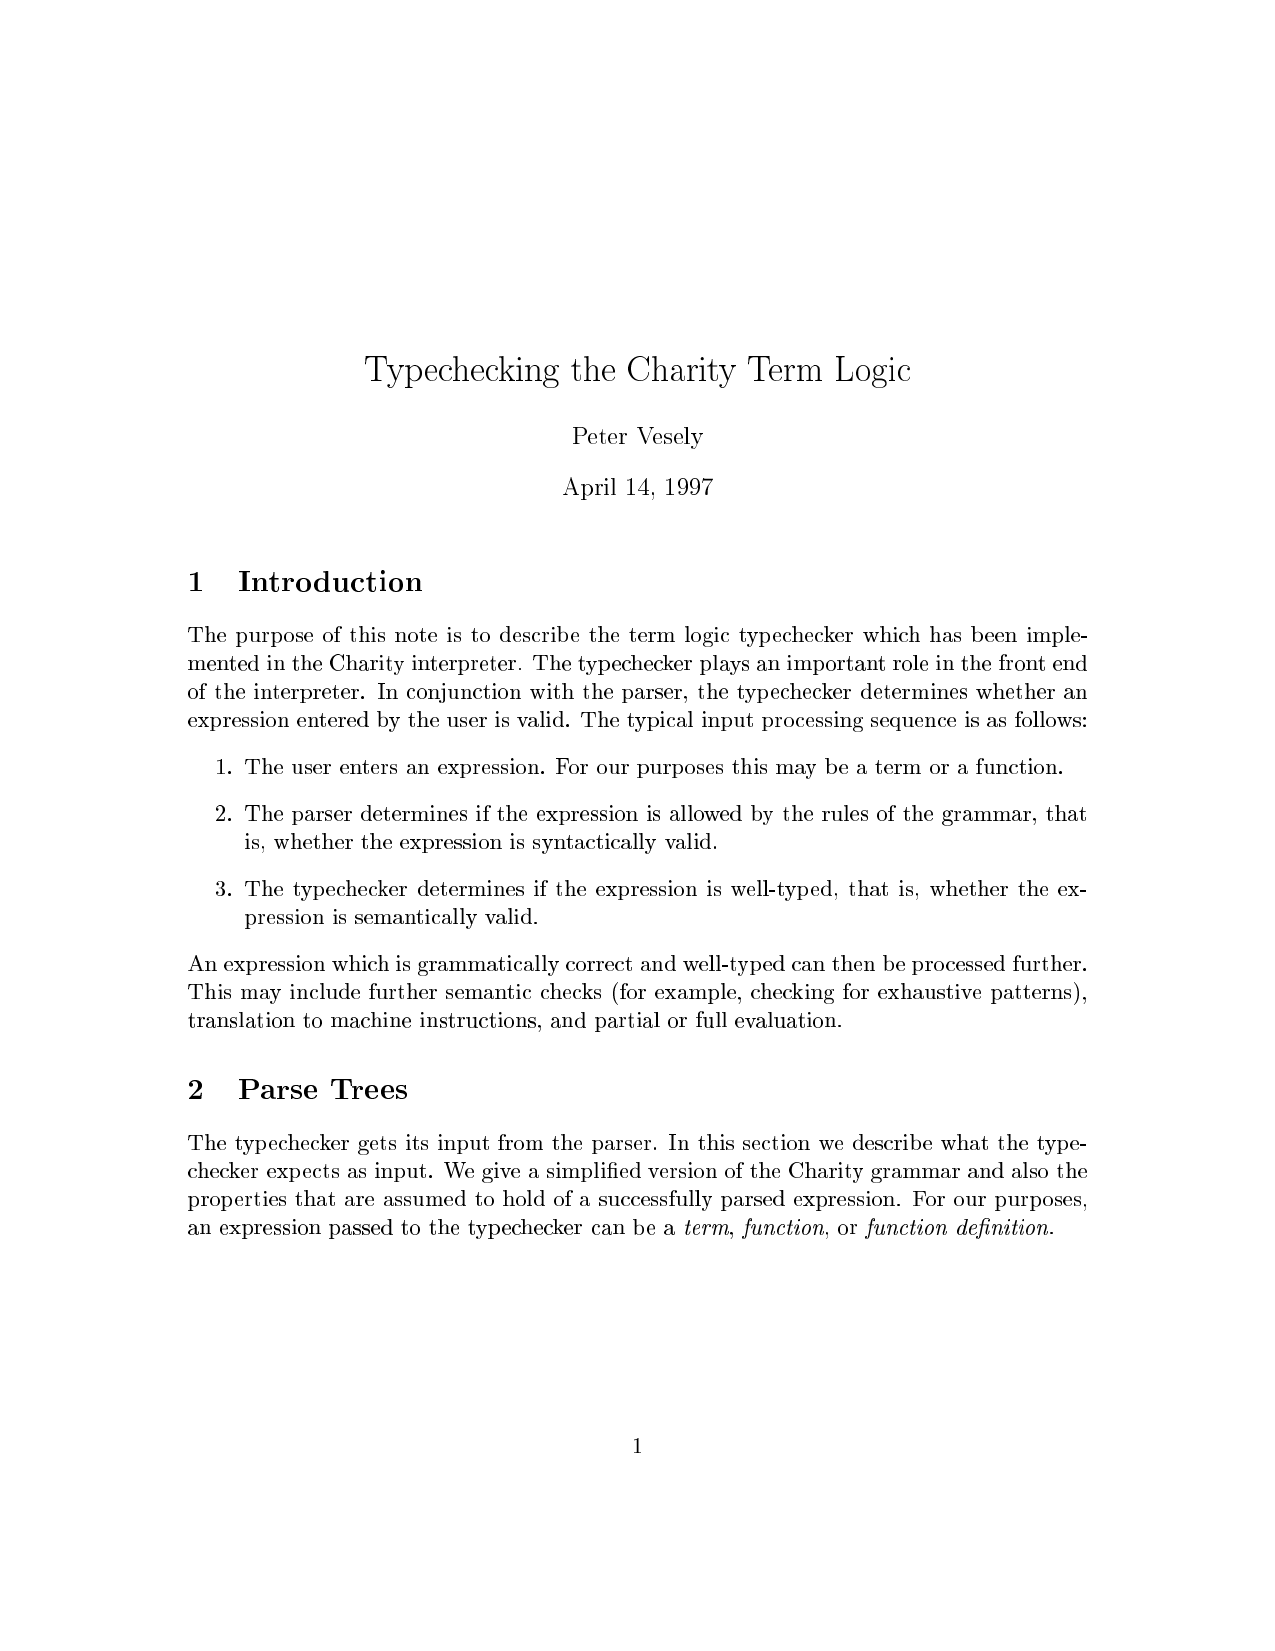 Typechecking the Charity Term Logic
Peter Vesely
April 14, 1997
1 Introduction
The purpose of this note is to describe the term logic typechecker which has been imple-
mented in the Charity interpreter. The typechecker plays an important role in the front end
of the interpreter. In conjunction with the parser, the typechecker determines whether an
expression entered by the user is valid. The typical input processing sequence is as follows:
1. The user enters an expression. For our purposes this may be a term or a function.
2. The parser determines if the expression is allowed by the rules of the grammar, that
is, whether the expression is syntactically valid.
3. The typechecker determines if the expression is well-typed, that is, whether the ex-
pression is semantically valid.
An expression which is grammatically correct and well-typed can then be processed further.
This may include further semantic checks (for example, checking for exhaustive patterns),
translation to machine instructions, and partial or full evaluation.
2 Parse Trees
The typechecker gets its input from the parser. In this section we describe what the type-
checker expects as input. We give a simplified version of the Charity grammar and also the
properties that are assumed to hold of a successfully parsed expression. For our purposes,
an expression passed to the typechecker can be a term, function, or function definition.
1